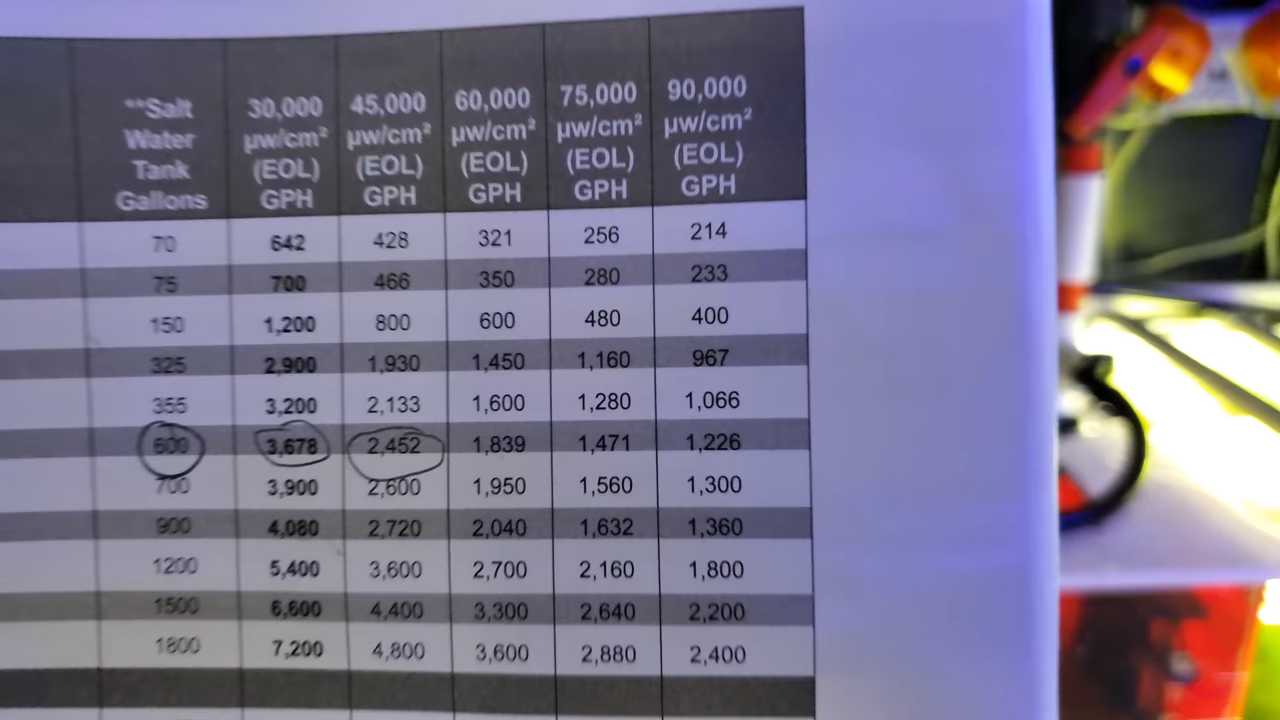 **Salt Water Tank Gallons 30,000 µw/cm² (EOL) GPH 45,000 µw/cm² (EOL) GPH 60,000 µw/cm² (EOL) GPH 75,000 µw/cm² (EOL) GPH 90,000 µw/cm² (EOL) GPH
70 642 428 321 256 214
75 700 466 350 280 233
150 1,200 800 600 480 400
325 2,900 1,930 1,450 1,160 967
355 3,200 2,133 1,600 1,280 1,066
600 3,678 2,452 1,839 1,471 1,226
700 3,900 2,600 1,950 1,560 1,300
900 4,080 2,720 2,040 1,632 1,360
1200 5,400 3,600 2,700 2,160 1,800
1500 6,600 4,400 3,300 2,640 2,200
1800 7,200 4,800 3,600 2,880 2,400